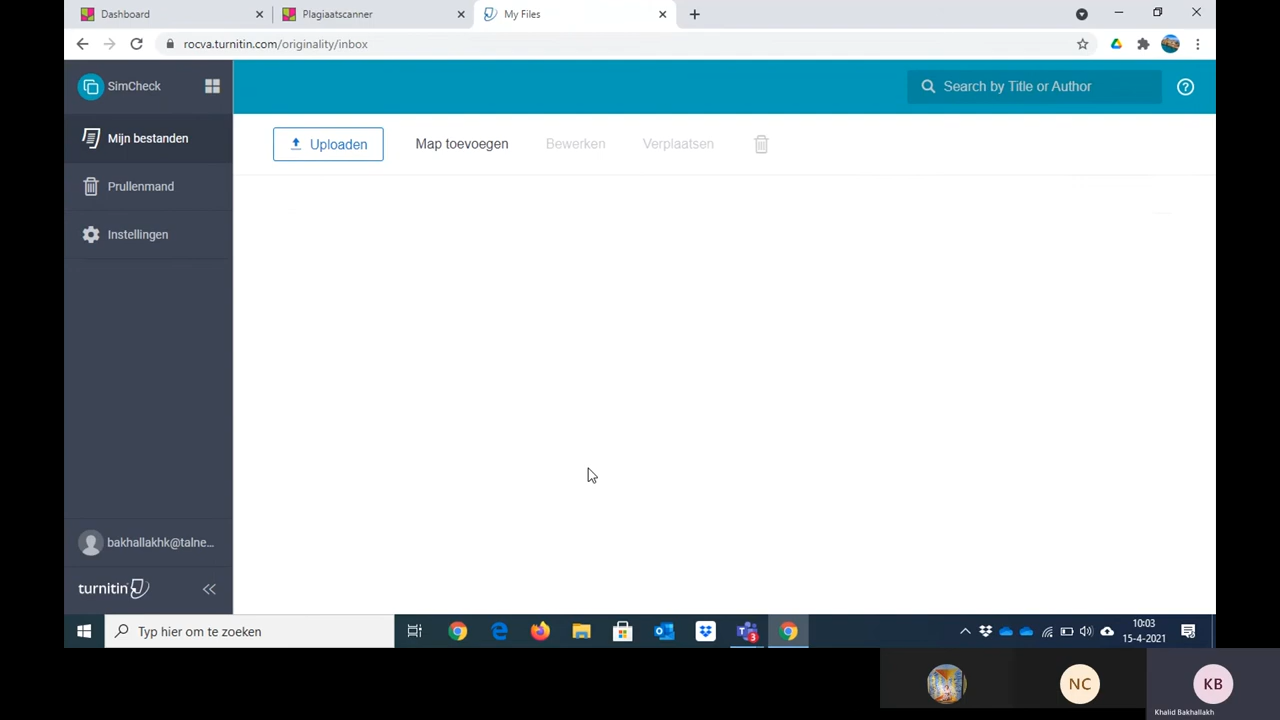 Dashboard
Plagiaatscanner
My Files
rocva.turnitin.com/originality/inbox
SimCheck
Search by Title or Author
Mijn bestanden
Uploaden
Map toevoegen
Bewerken
Verplaatsen
Prullenmand
Instellingen
bakhallakhk@talne...
turnitin
Typ hier om te zoeken
3
10:03
15-4-2021
NC
KB
Khalid Bakhallakh